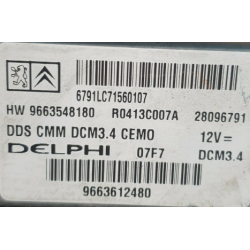 6791LC71560107
HW 9663548180 R0413C007A 28096791
DDS CMM DCM3.4 CEMO 12V=
DELPHI 07F7 DCM3.4
9663612480